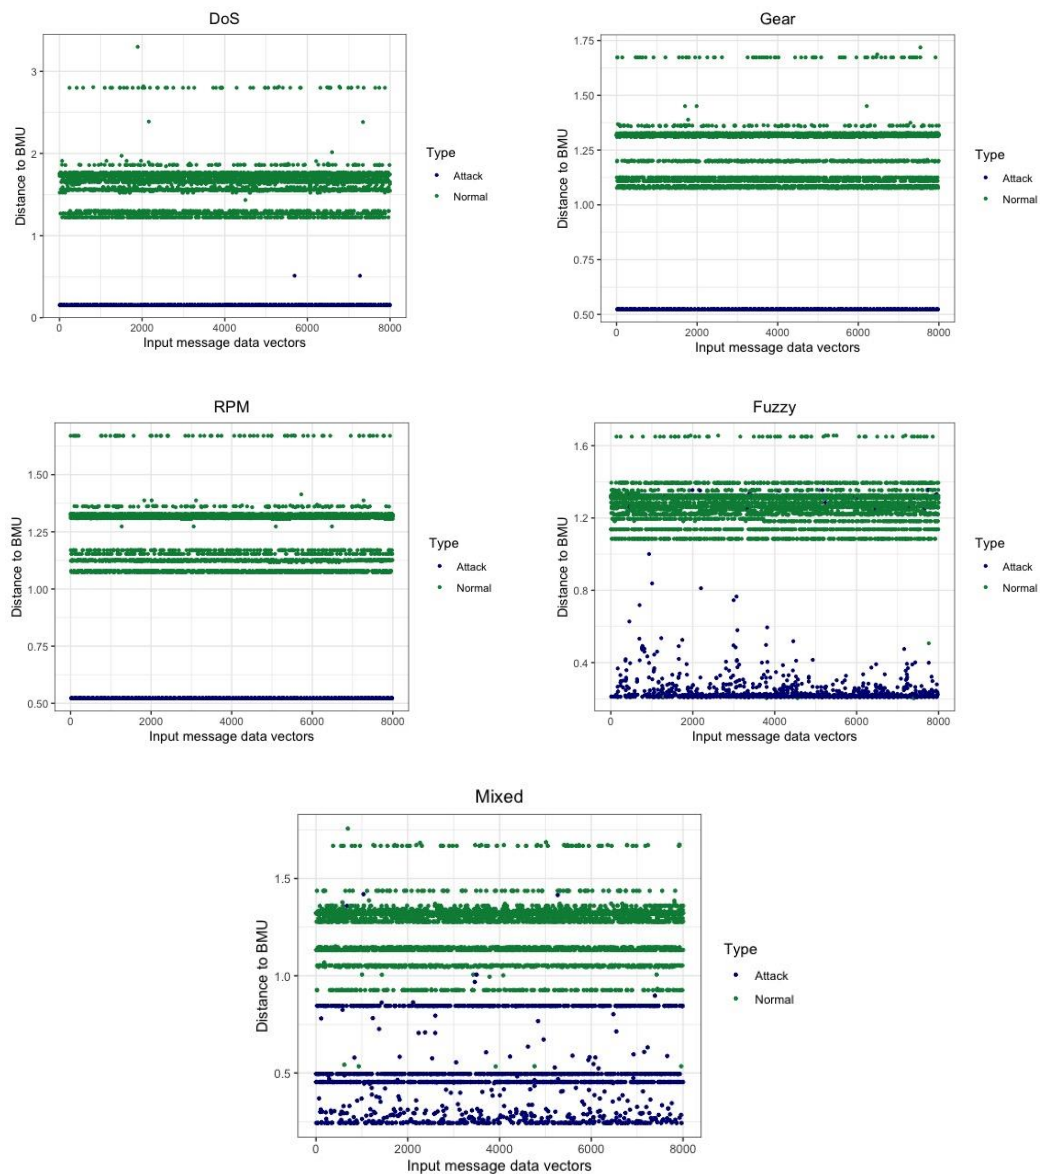 DoS
Distance to BMU
3
2
1
0
0 2000 4000 6000 8000
Input message data vectors
Type
Attack
Normal
Gear
Distance to BMU
1.75
1.50
1.25
1.00
0.75
0.50
0 2000 4000 6000 8000
Input message data vectors
Type
Attack
Normal
RPM
Distance to BMU
1.50
1.25
1.00
0.75
0.50
0 2000 4000 6000 8000
Input message data vectors
Type
Attack
Normal
Fuzzy
Distance to BMU
1.6
1.2
0.8
0.4
0 2000 4000 6000 8000
Input message data vectors
Type
Attack
Normal
Mixed
Distance to BMU
1.5
1.0
0.5
0 2000 4000 6000 8000
Input message data vectors
Type
Attack
Normal